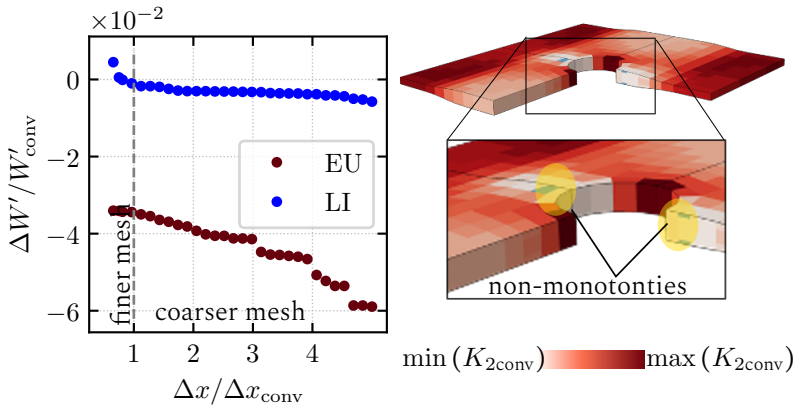 ×10⁻²
0
−2
−4
−6
ΔW′/W′conv
EU
LI
finer mesh
coarser mesh
1
2
3
4
Δx/Δxconv
non-monotonties
min (K2conv)
max (K2conv)